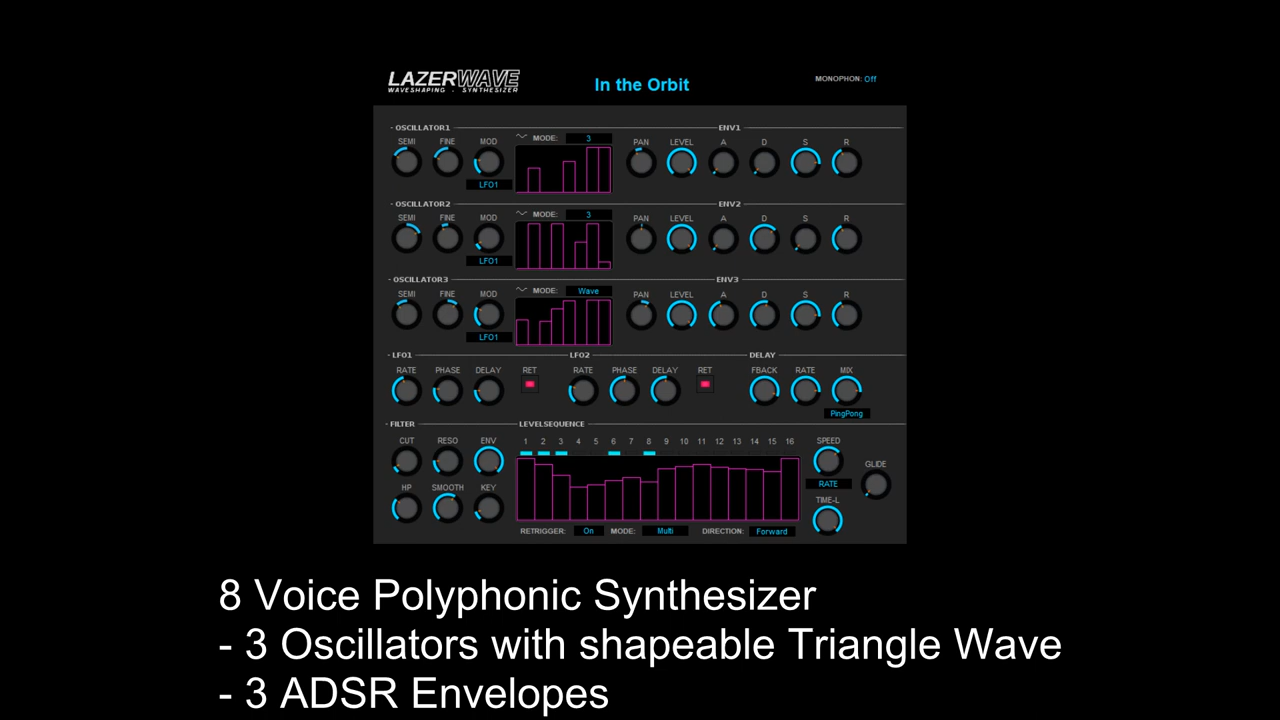 LAZERWAVE
WAVESHAPING . SYNTHESIZER
In the Orbit
MONOPHON: Off
- OSCILLATOR1
ENV1
SEMI FINE MOD
MODE: 3
PAN LEVEL A D S R
LFO1
- OSCILLATOR2
ENV2
SEMI FINE MOD
MODE: 3
PAN LEVEL A D S R
LFO1
- OSCILLATOR3
ENV3
SEMI FINE MOD
MODE: Wave
PAN LEVEL A D S R
LFO1
- LFO1
LFO2
DELAY
RATE PHASE DELAY RET
RATE PHASE DELAY RET
FBACK RATE MIX
PingPong
- FILTER
LEVELSEQUENCE
CUT RESO ENV
1 2 3 4 5 6 7 8 9 10 11 12 13 14 15 16
SPEED
GLIDE
RATE
HP SMOOTH KEY
TIME-L
RETRIGGER: On MODE: Multi DIRECTION: Forward
8 Voice Polyphonic Synthesizer
- 3 Oscillators with shapeable Triangle Wave
- 3 ADSR Envelopes